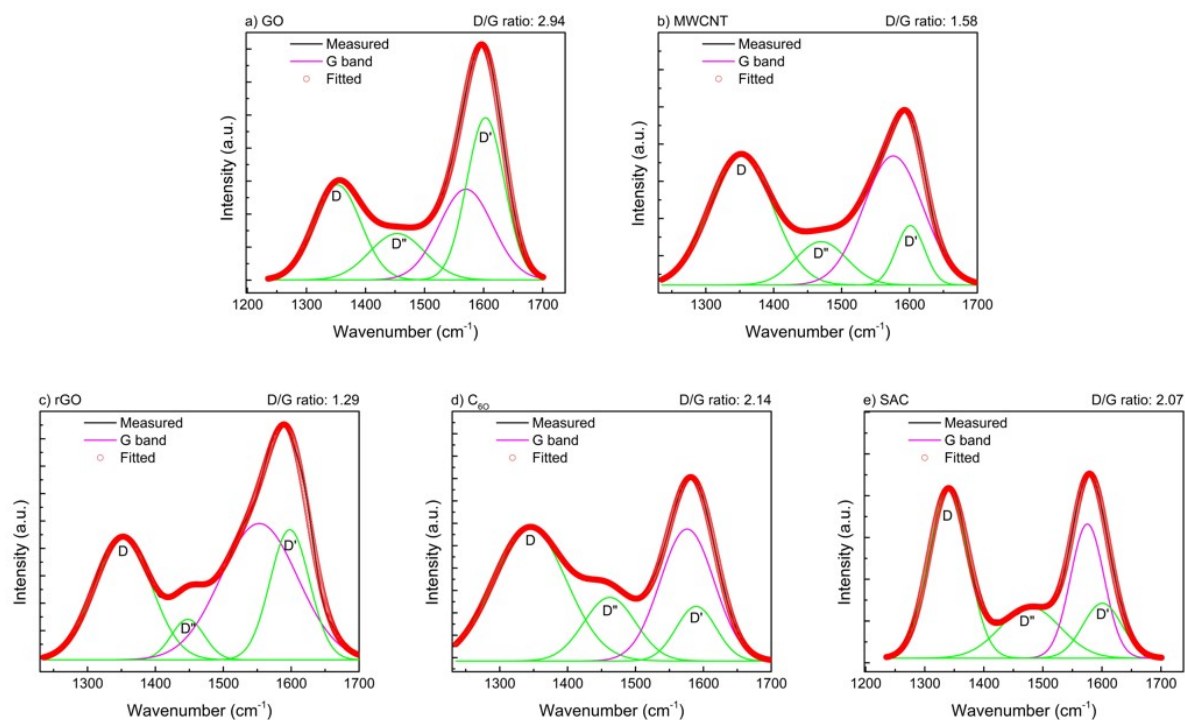 a) GO
D/G ratio: 2.94
Measured
G band
Fitted
D
D"
D'
Intensity (a.u.)
1200 1300 1400 1500 1600 1700
Wavenumber (cm⁻¹)
b) MWCNT
D/G ratio: 1.58
Measured
G band
Fitted
D
D"
D'
Intensity (a.u.)
1300 1400 1500 1600 1700
Wavenumber (cm⁻¹)
c) rGO
D/G ratio: 1.29
Measured
G band
Fitted
D
D"
D'
Intensity (a.u.)
1300 1400 1500 1600 1700
Wavenumber (cm⁻¹)
d) C₆₀
D/G ratio: 2.14
Measured
G band
Fitted
D
D"
D'
Intensity (a.u.)
1300 1400 1500 1600 1700
Wavenumber (cm⁻¹)
e) SAC
D/G ratio: 2.07
Measured
G band
Fitted
D
D"
D'
Intensity (a.u.)
1200 1300 1400 1500 1600 1700
Wavenumber (cm⁻¹)